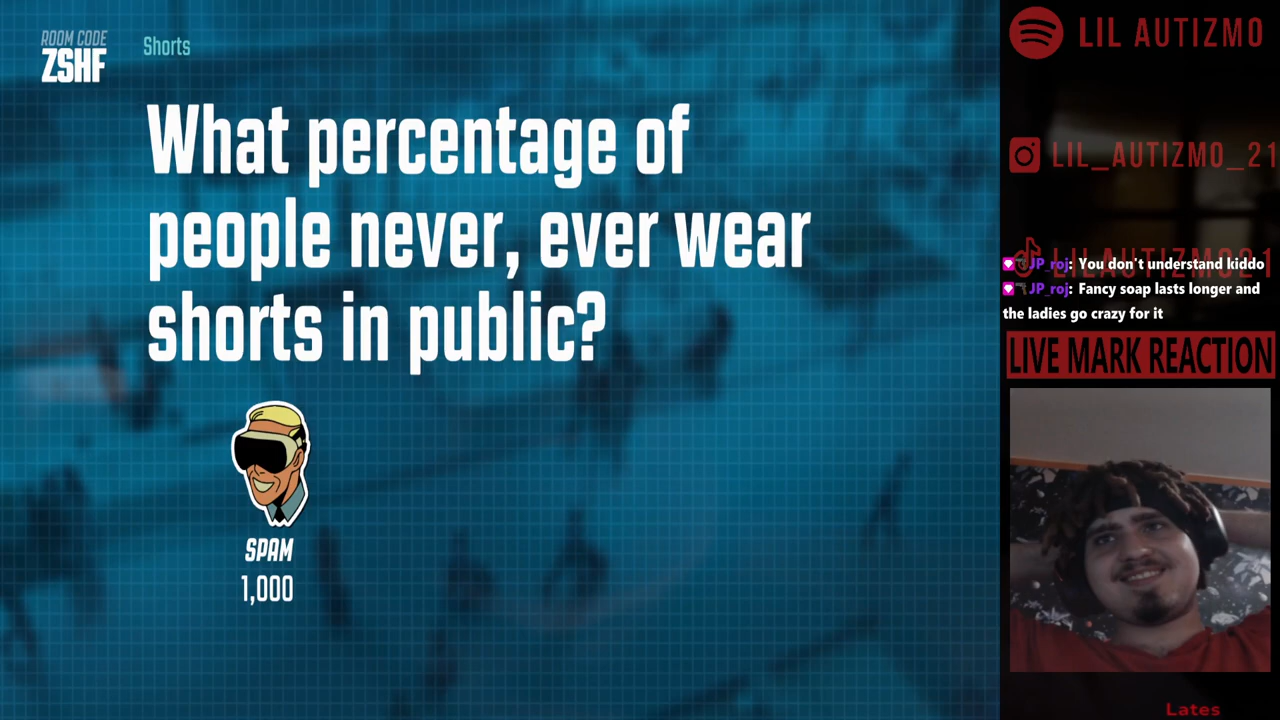 ROOM CODE
ZSHF
Shorts
What percentage of
people never, ever wear
shorts in public?
SPAM
1,000
LIL AUTIZMO
LIL_AUTIZMO_21
LILAUTIZMO21
JP_roj: You don't understand kiddo
JP_roj: Fancy soap lasts longer and
the ladies go crazy for it
LIVE MARK REACTION
Lates